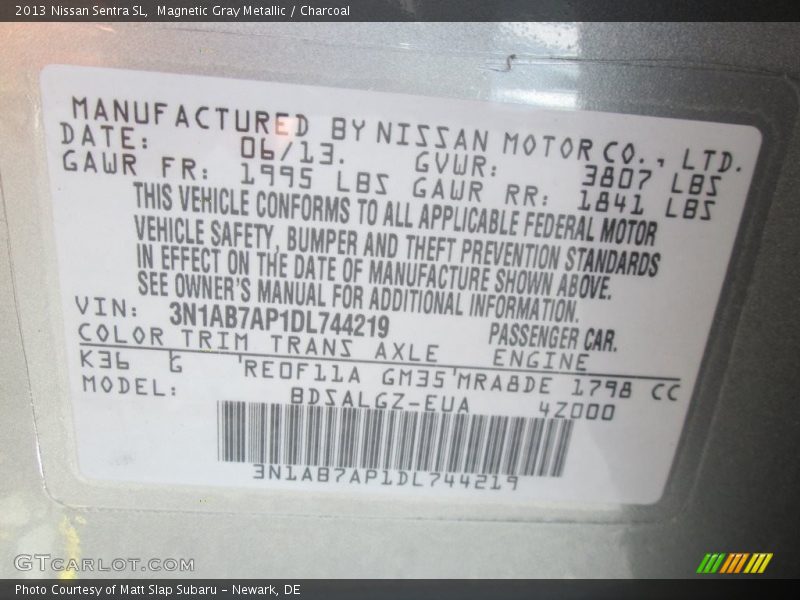 2013 Nissan Sentra SL, Magnetic Gray Metallic / Charcoal
MANUFACTURED BY NISSAN MOTOR CO., LTD.
DATE: 06/13. GVWR: 3807 LBS
GAWR FR: 1995 LBS GAWR RR: 1841 LBS
THIS VEHICLE CONFORMS TO ALL APPLICABLE FEDERAL MOTOR
VEHICLE SAFETY, BUMPER AND THEFT PREVENTION STANDARDS
IN EFFECT ON THE DATE OF MANUFACTURE SHOWN ABOVE.
SEE OWNER'S MANUAL FOR ADDITIONAL INFORMATION.
VIN: 3N1AB7AP1DL744219 PASSENGER CAR.
COLOR TRIM TRANS AXLE ENGINE
K36 G 'RE0F11A GM35'MRA8DE 1798 CC
MODEL: BDSALGZ-EUA 4Z000
3N1AB7AP1DL744219
GTCARLOT.COM
Photo Courtesy of Matt Slap Subaru – Newark, DE